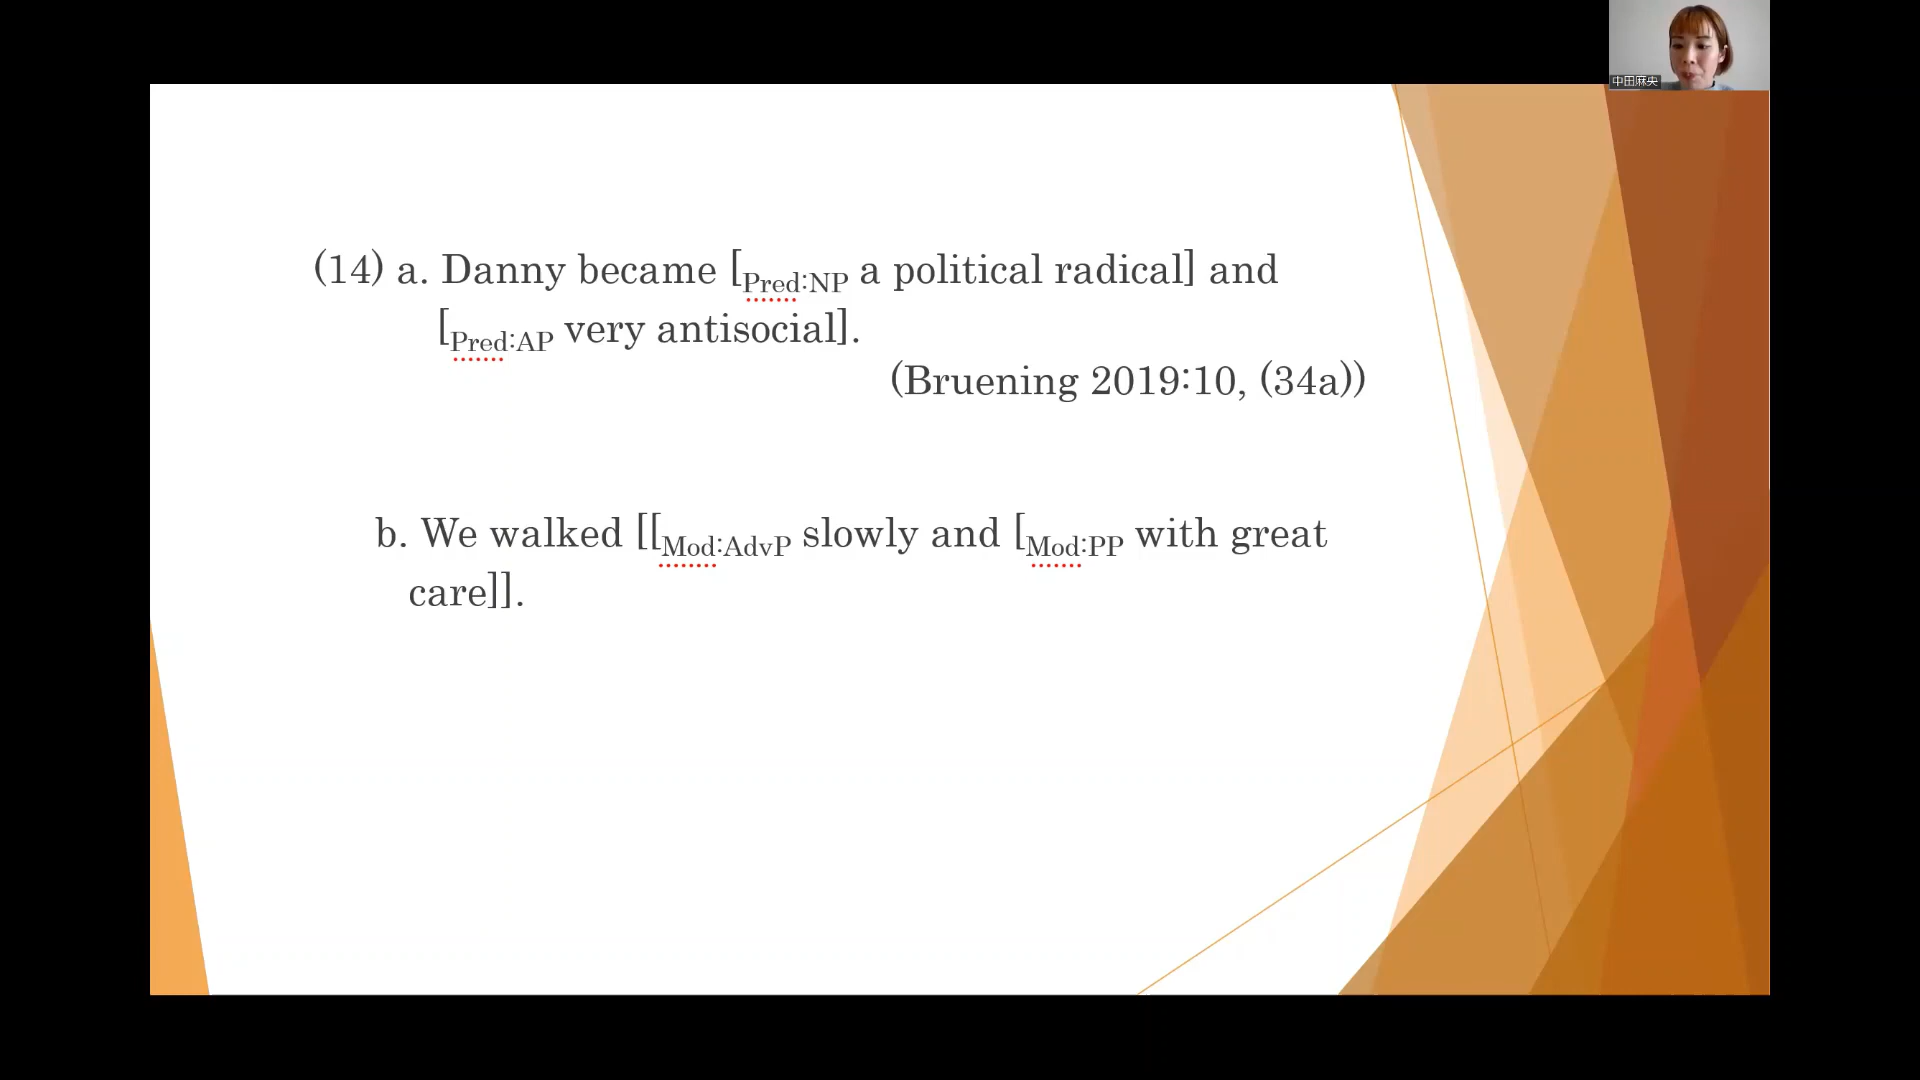 中田麻央
(14) a. Danny became [Pred:NP a political radical] and
[Pred:AP very antisocial].
(Bruening 2019:10, (34a))
b. We walked [[Mod:AdvP slowly and [Mod:PP with great
care]].